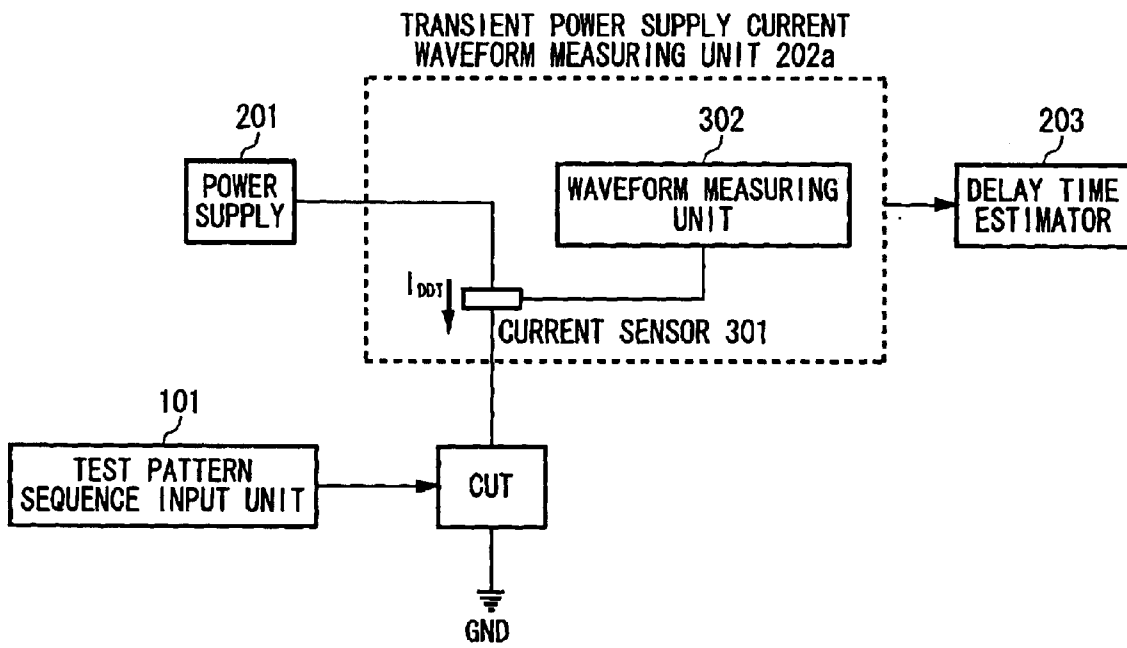 TRANSIENT POWER SUPPLY CURRENT
WAVEFORM MEASURING UNIT 202a
201
302
203
POWER
SUPPLY
WAVEFORM MEASURING
UNIT
DELAY TIME
ESTIMATOR
IDDT
CURRENT SENSOR 301
101
TEST PATTERN
SEQUENCE INPUT UNIT
CUT
GND